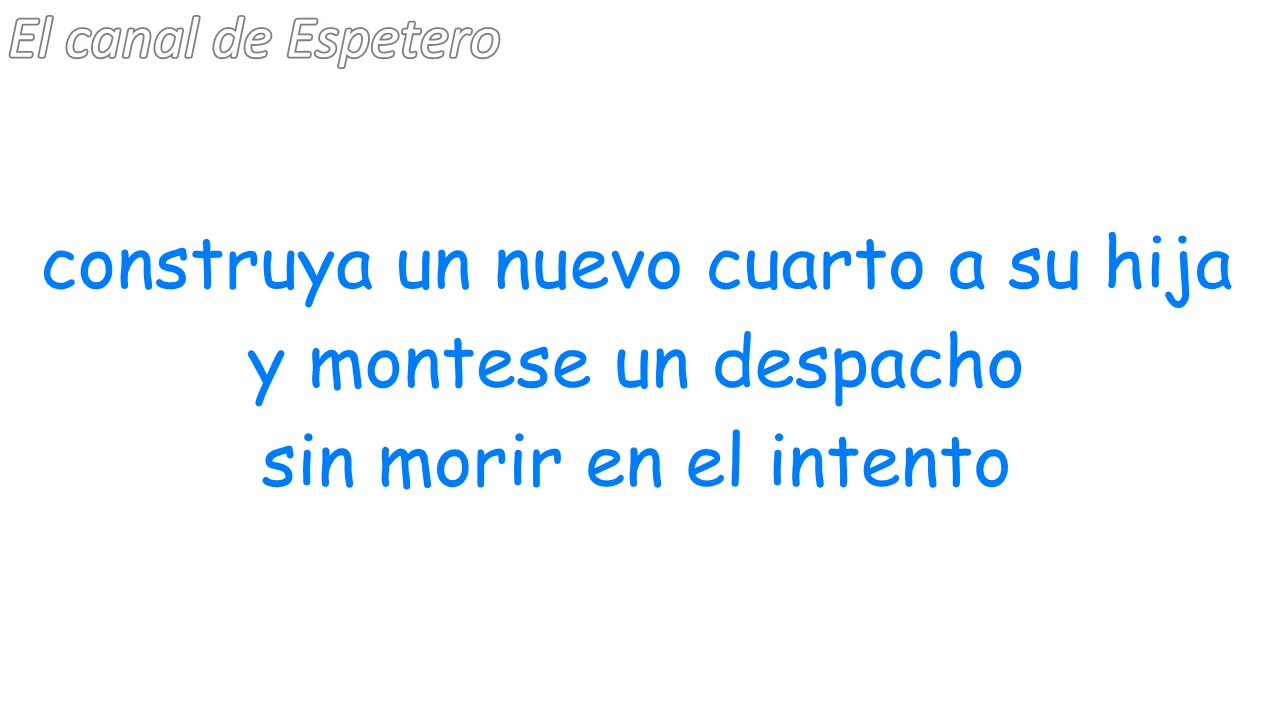 El canal de Espetero
construya un nuevo cuarto a su hija
y montese un despacho
sin morir en el intento